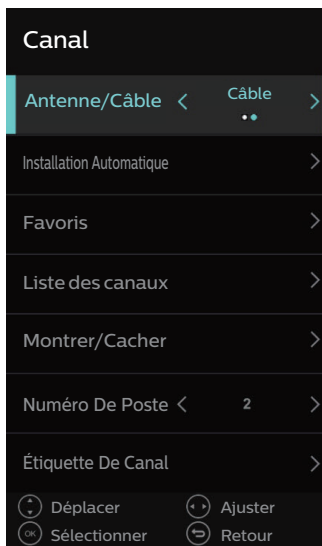 Canal
Antenne/Câble < Câble >
Installation Automatique >
Favoris >
Liste des canaux >
Montrer/Cacher >
Numéro De Poste < 2 >
Étiquette De Canal >
Déplacer Ajuster
OK Sélectionner Retour